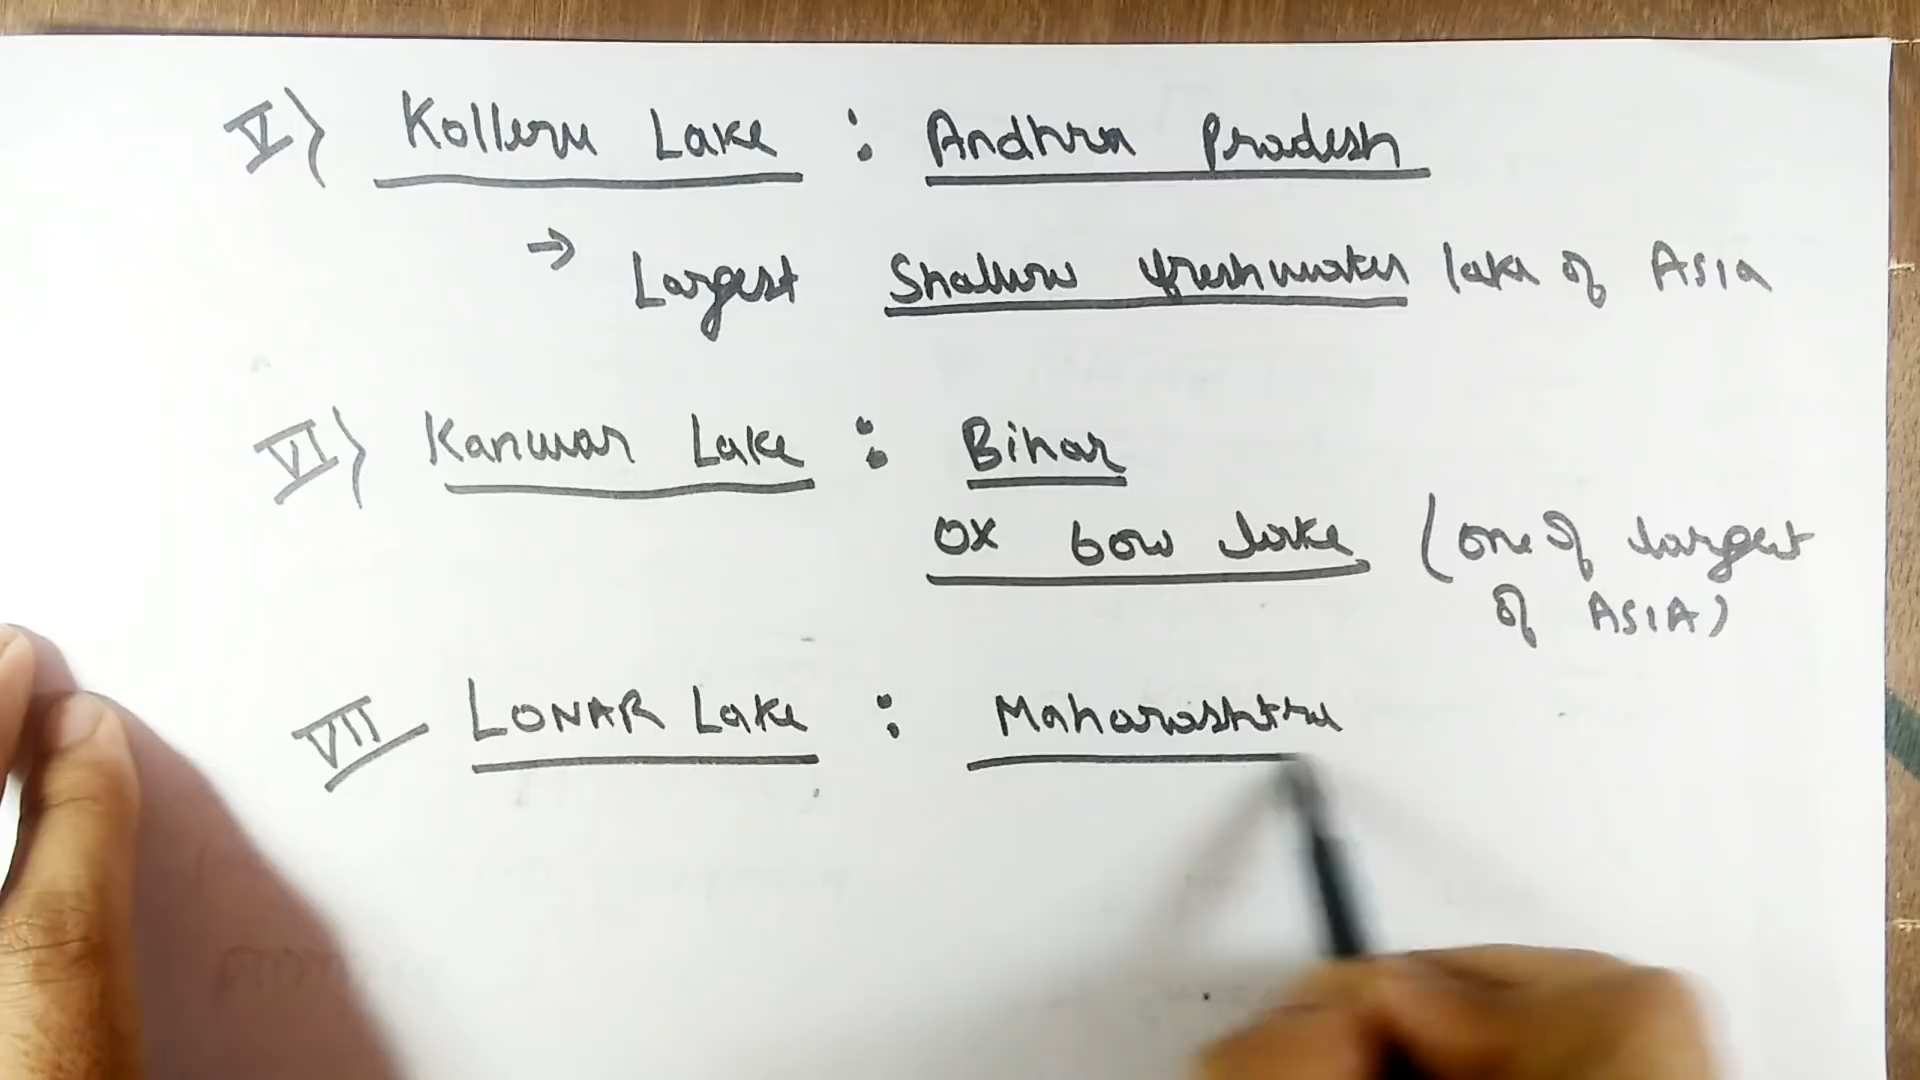 V) Kolleru Lake : Andhra Pradesh
→ Largest Shallow freshwater lake of Asia
VI) Kanwar Lake : Bihar
OX bow lake (one of largest
of ASIA)
VII LONAR Lake : Maharashtra